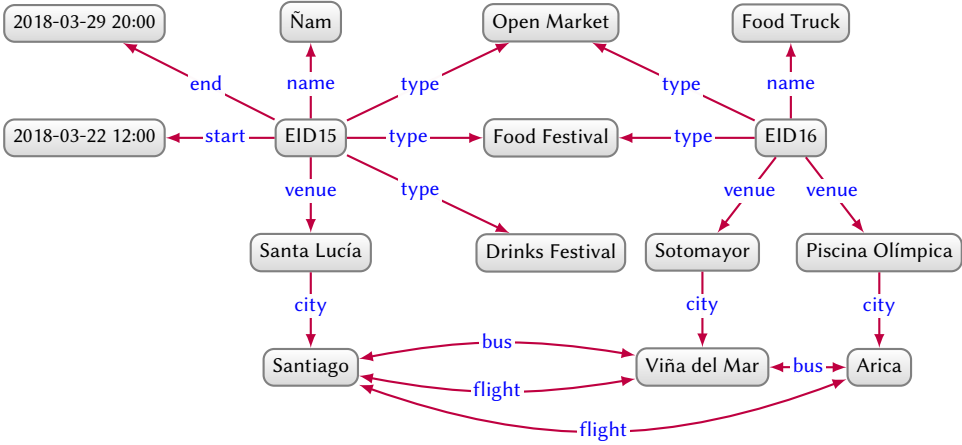 2018-03-29 20:00
Ñam
Open Market
Food Truck
end
name
type
type
name
2018-03-22 12:00
start
EID15
type
Food Festival
type
EID16
venue
type
venue
venue
Santa Lucía
Drinks Festival
Sotomayor
Piscina Olímpica
city
city
city
bus
Santiago
Viña del Mar
bus
Arica
flight
flight